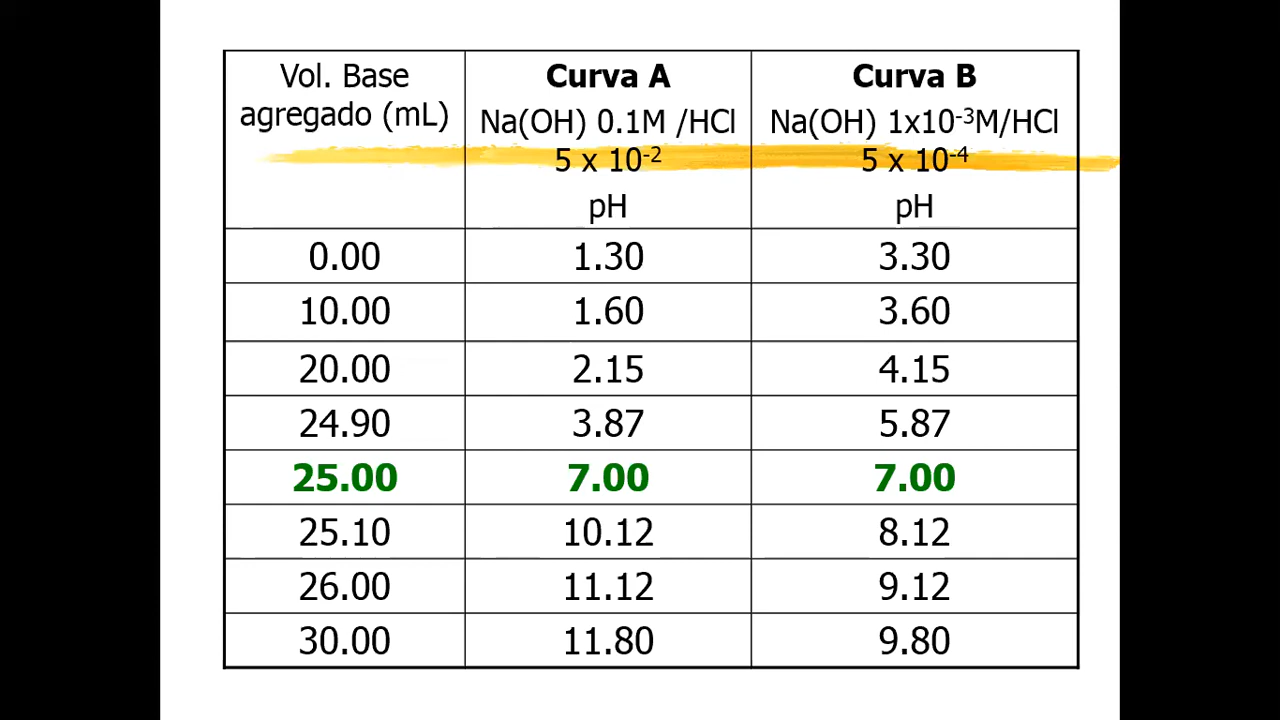 Vol. Base agregado (mL) | Curva A | Curva B
Na(OH) 0.1M /HCl | Na(OH) 1x10⁻³M/HCl
5 x 10⁻² | 5 x 10⁻⁴
pH | pH
0.00 | 1.30 | 3.30
10.00 | 1.60 | 3.60
20.00 | 2.15 | 4.15
24.90 | 3.87 | 5.87
25.00 | 7.00 | 7.00
25.10 | 10.12 | 8.12
26.00 | 11.12 | 9.12
30.00 | 11.80 | 9.80